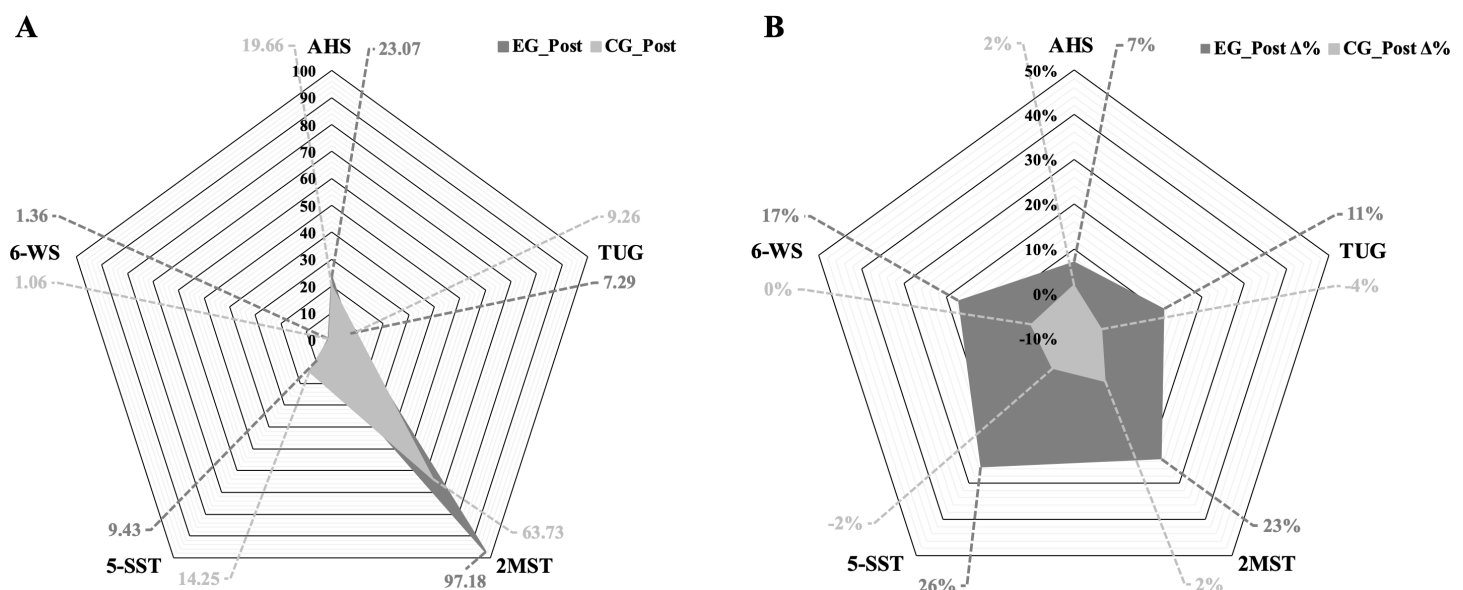 A
19.66
AHS
23.07
EG_Post
CG_Post
100
90
80
70
60
50
40
30
20
10
0
1.36
6-WS
1.06
9.26
TUG
7.29
9.43
5-SST
14.25
63.73
2MST
97.18
B
2%
AHS
7%
EG_Post Δ%
CG_Post Δ%
50%
40%
30%
20%
10%
0%
-10%
17%
6-WS
0%
11%
TUG
-4%
-2%
5-SST
26%
23%
2MST
2%